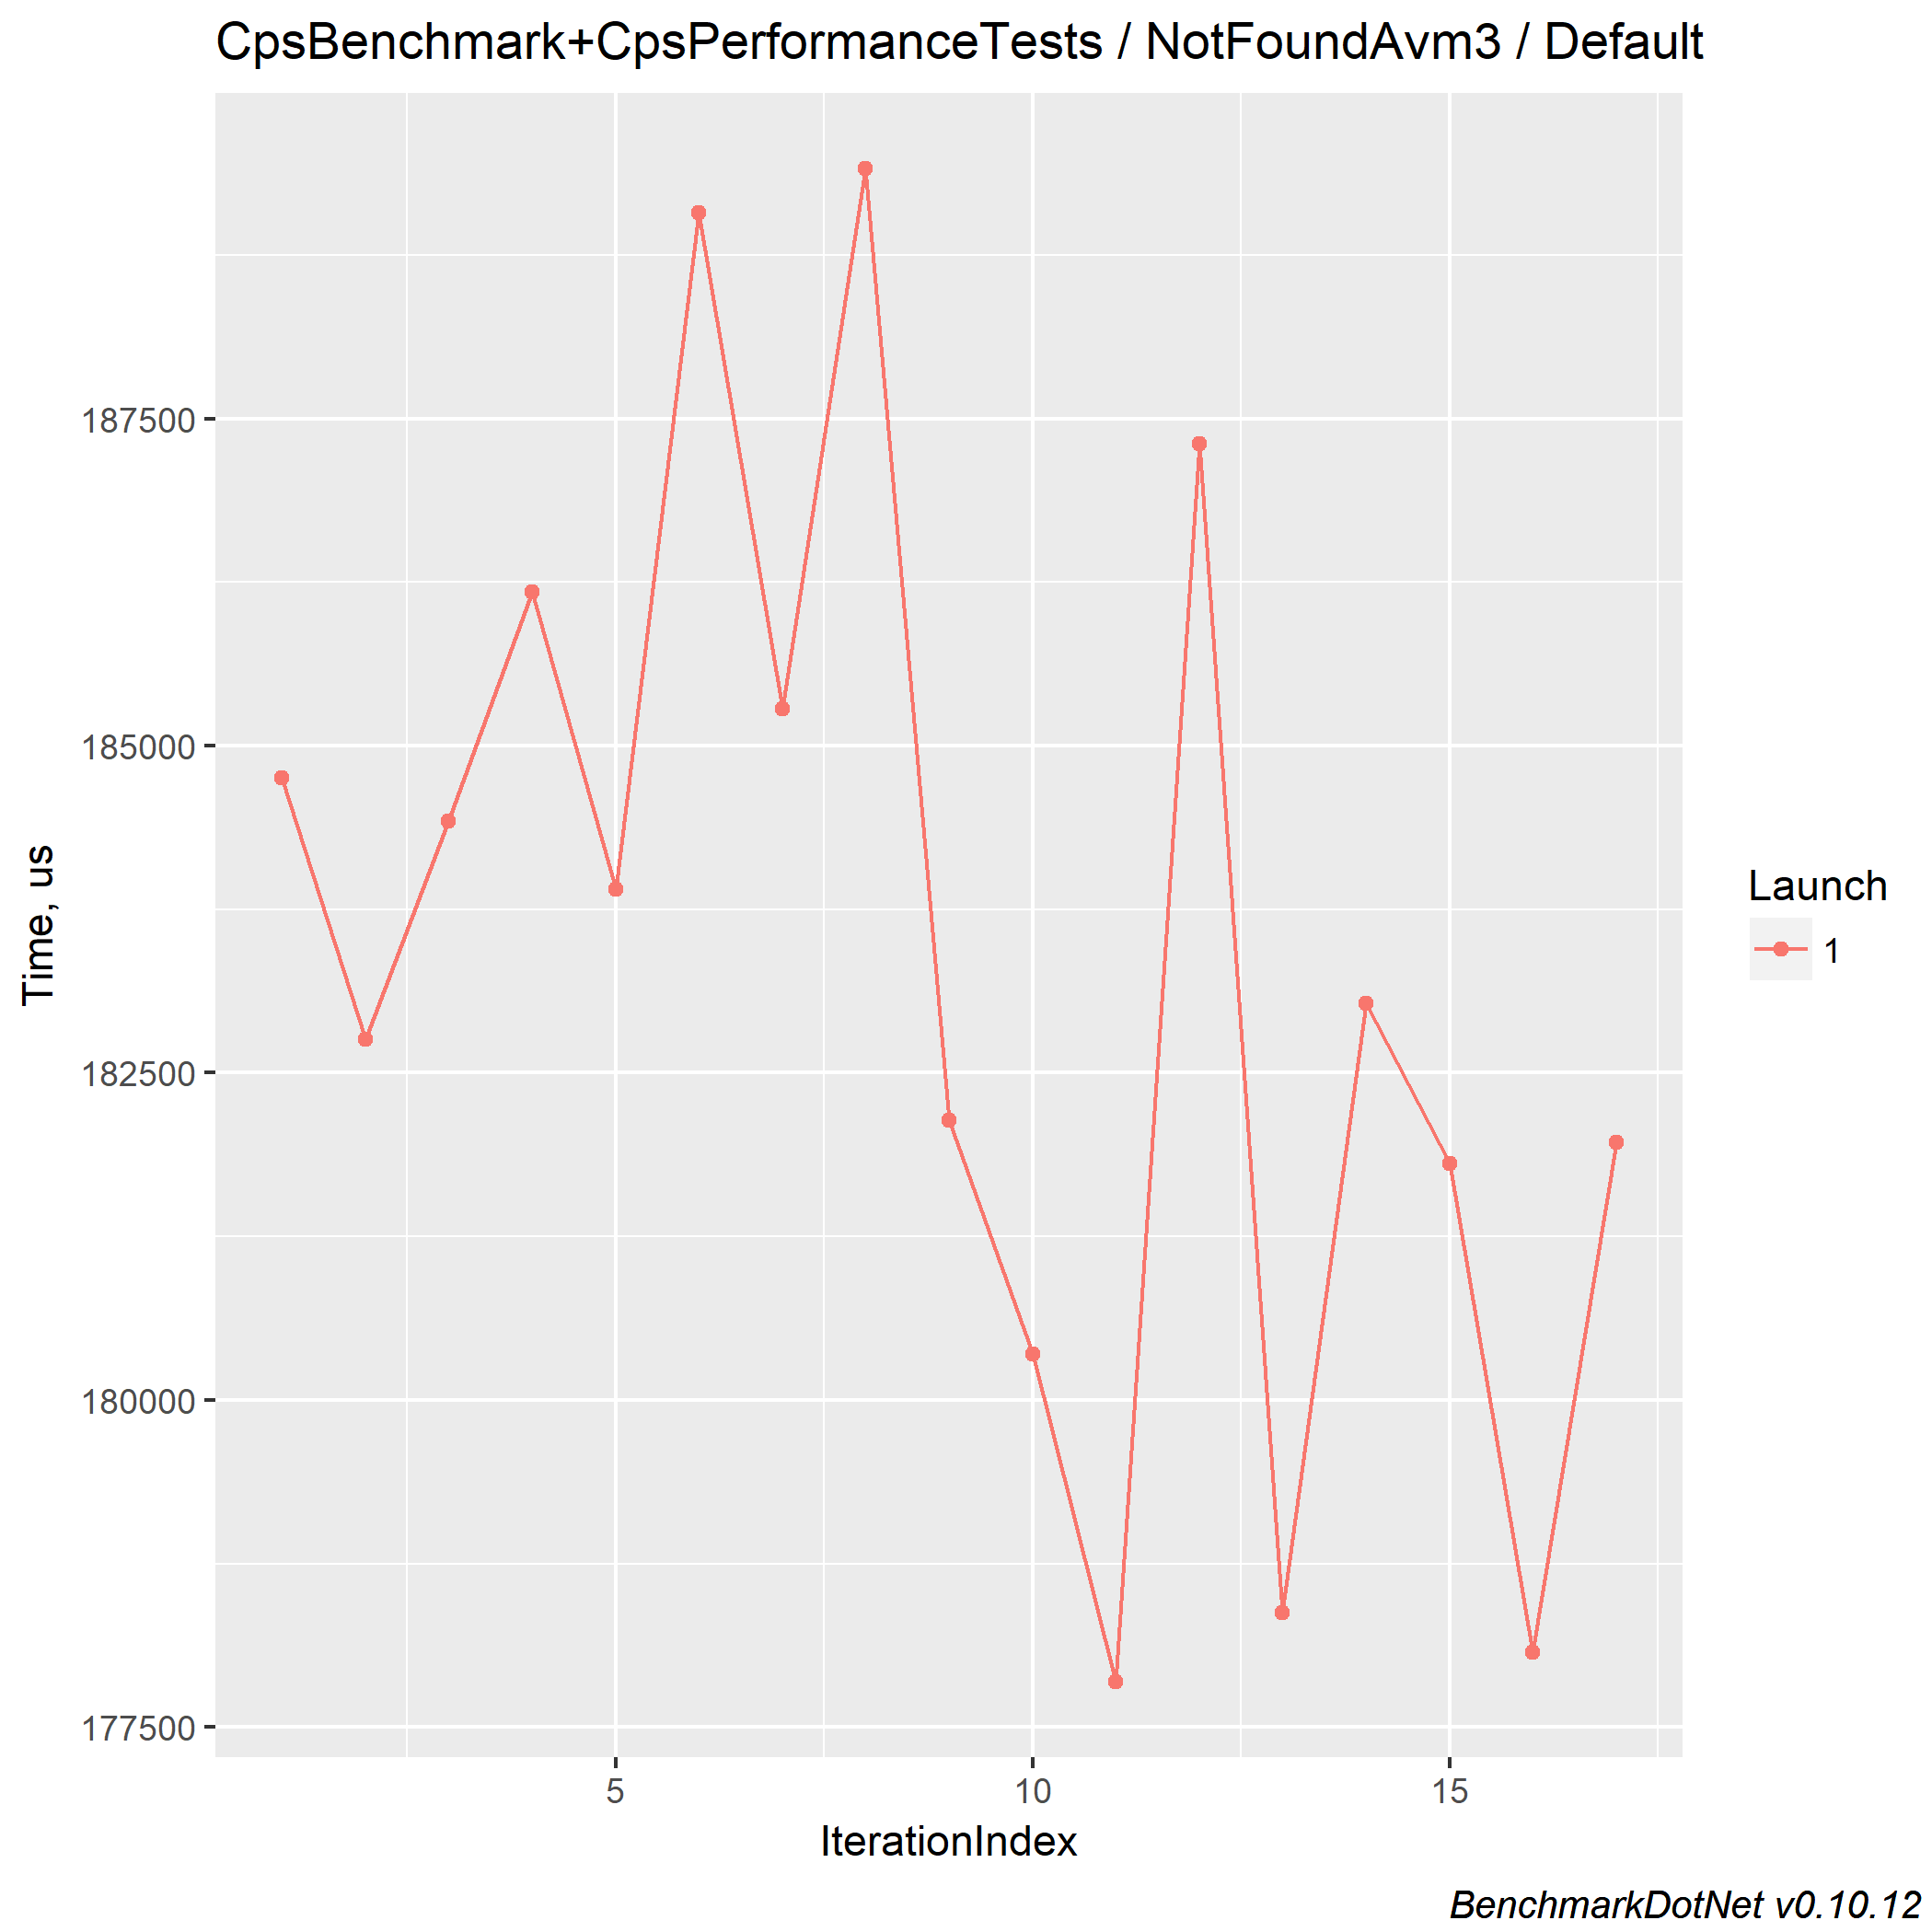 CpsBenchmark+CpsPerformanceTests / NotFoundAvm3 / Default
Time, us
187500
185000
182500
180000
177500
5 10 15
IterationIndex
Launch
1
BenchmarkDotNet v0.10.12